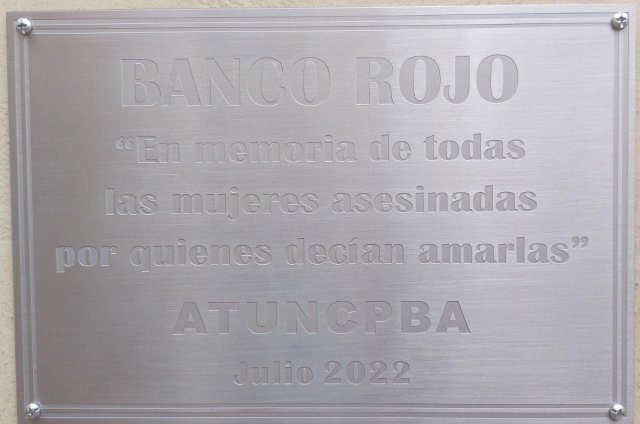 BANCO ROJO
“En memoria de todas
las mujeres asesinadas
por quienes decían amarlas”
ATUNCPBA
Julio 2022